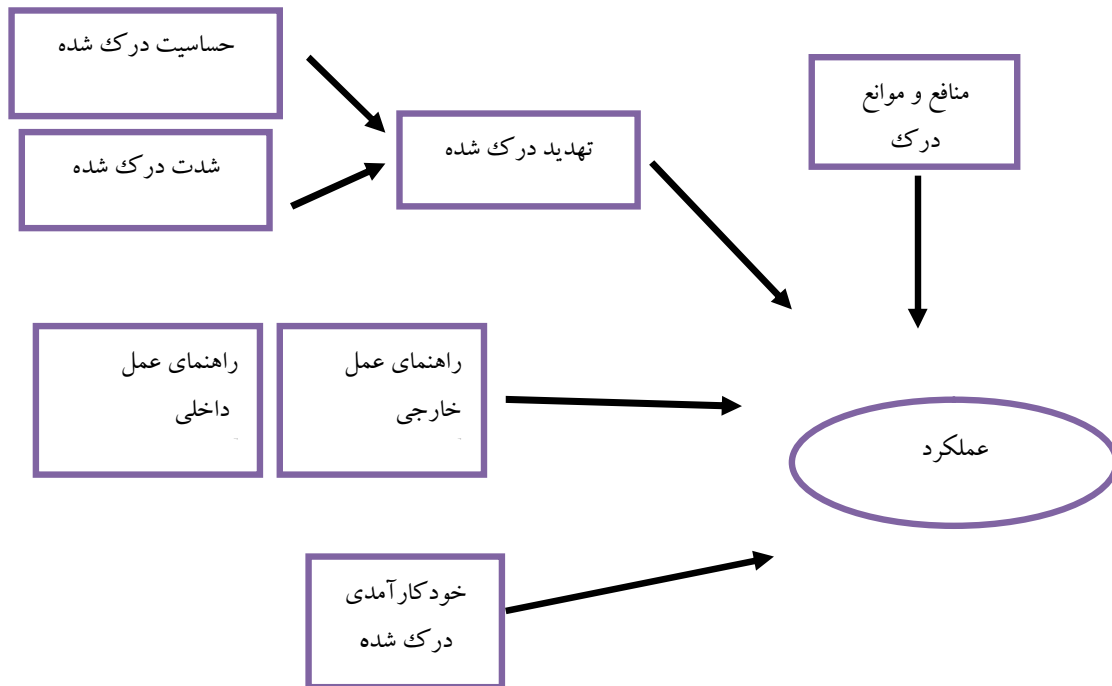 حساسیت درک شده
شدت درک شده
تهدید درک شده
منافع و موانع
درک
راهنمای عمل
خارجی
راهنمای عمل
داخلی
عملکرد
خودکارآمدی
درک شده